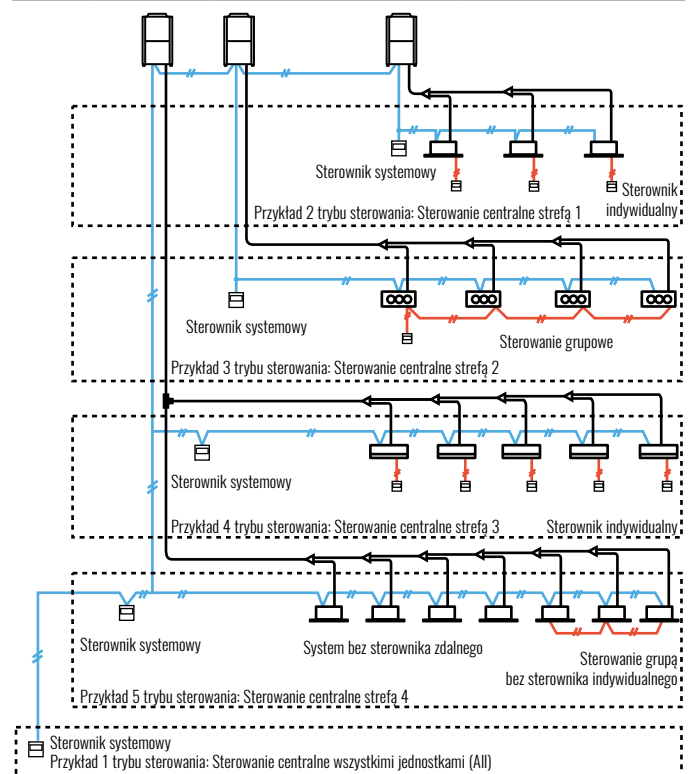 Sterownik systemowy
Sterownik
indywidualny
Przykład 2 trybu sterowania: Sterowanie centralne strefą 1
Sterownik systemowy
Sterowanie grupowe
Przykład 3 trybu sterowania: Sterowanie centralne strefą 2
Sterownik systemowy
Przykład 4 trybu sterowania: Sterowanie centralne strefą 3
Sterownik indywidualny
Sterownik systemowy
System bez sterownika zdalnego
Sterowanie grupą
bez sterownika indywidualnego
Przykład 5 trybu sterowania: Sterowanie centralne strefą 4
Sterownik systemowy
Przykład 1 trybu sterowania: Sterowanie centralne wszystkimi jednostkami (All)